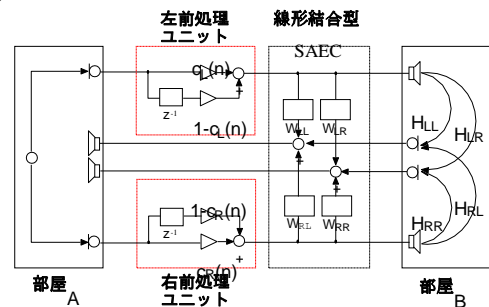 左前処理
ユニット
線形結合型
SAEC
c_L(n)
+
z^-1
W_LL
W_LR
H_LL
H_LR
1-c_L(n)
+
+
1-c_R(n)
W_RL
W_RR
H_RR
H_RL
z^-1
+
c_R(n)
部屋
A
右前処理
ユニット
部屋
B